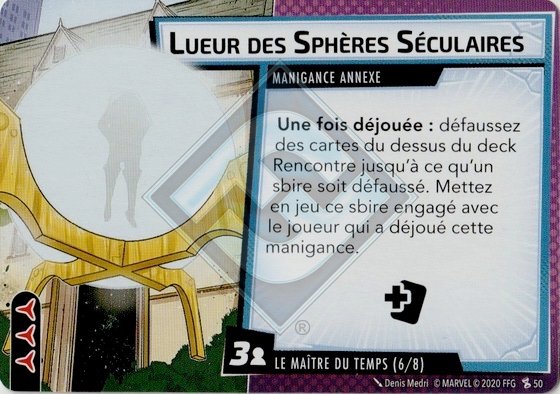 Lueur des Sphères Séculaires
Manigance Annexe
Une fois déjouée : défaussez
des cartes du dessus du deck
Rencontre jusqu'à ce qu'un
sbire soit défaussé. Mettez
en jeu ce sbire engagé avec
le joueur qui a déjoué cette
manigance.
®
3
Le Maître du Temps (6/8)
Denis Medri © MARVEL © 2020 FFG 50